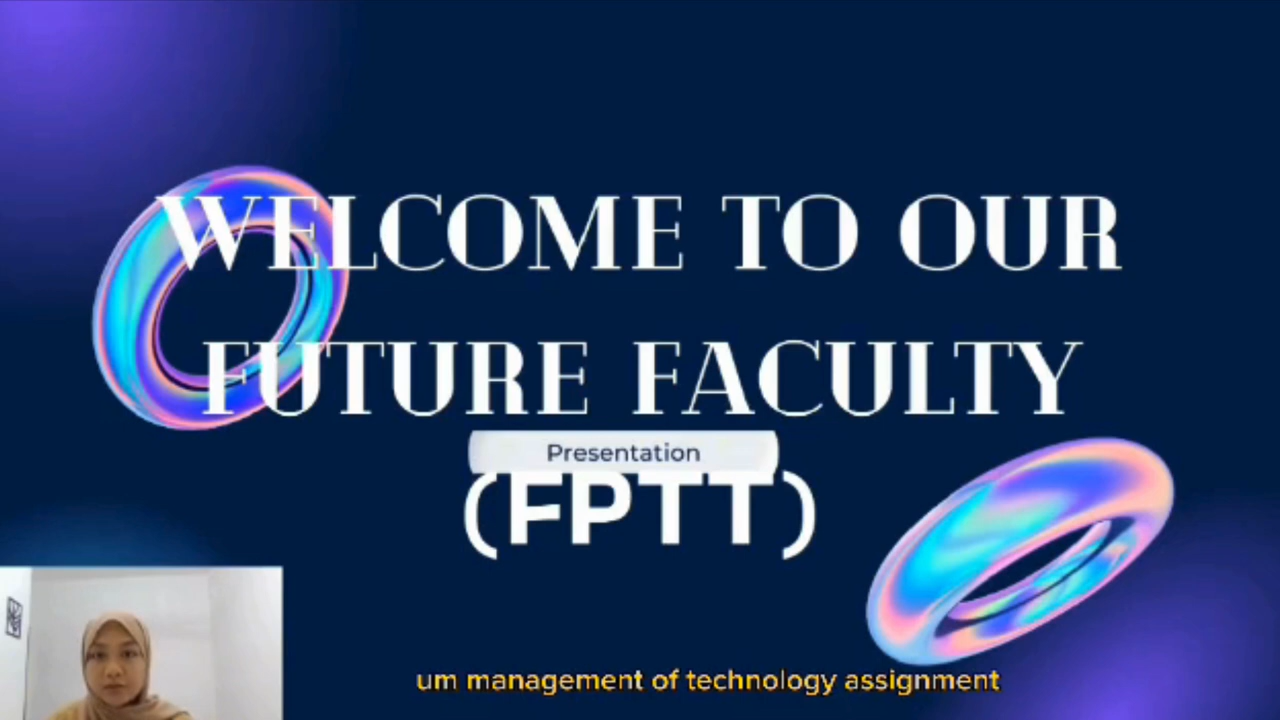 WELCOME TO OUR
FUTURE FACULTY
Presentation
(FPTT)
um management of technology assignment